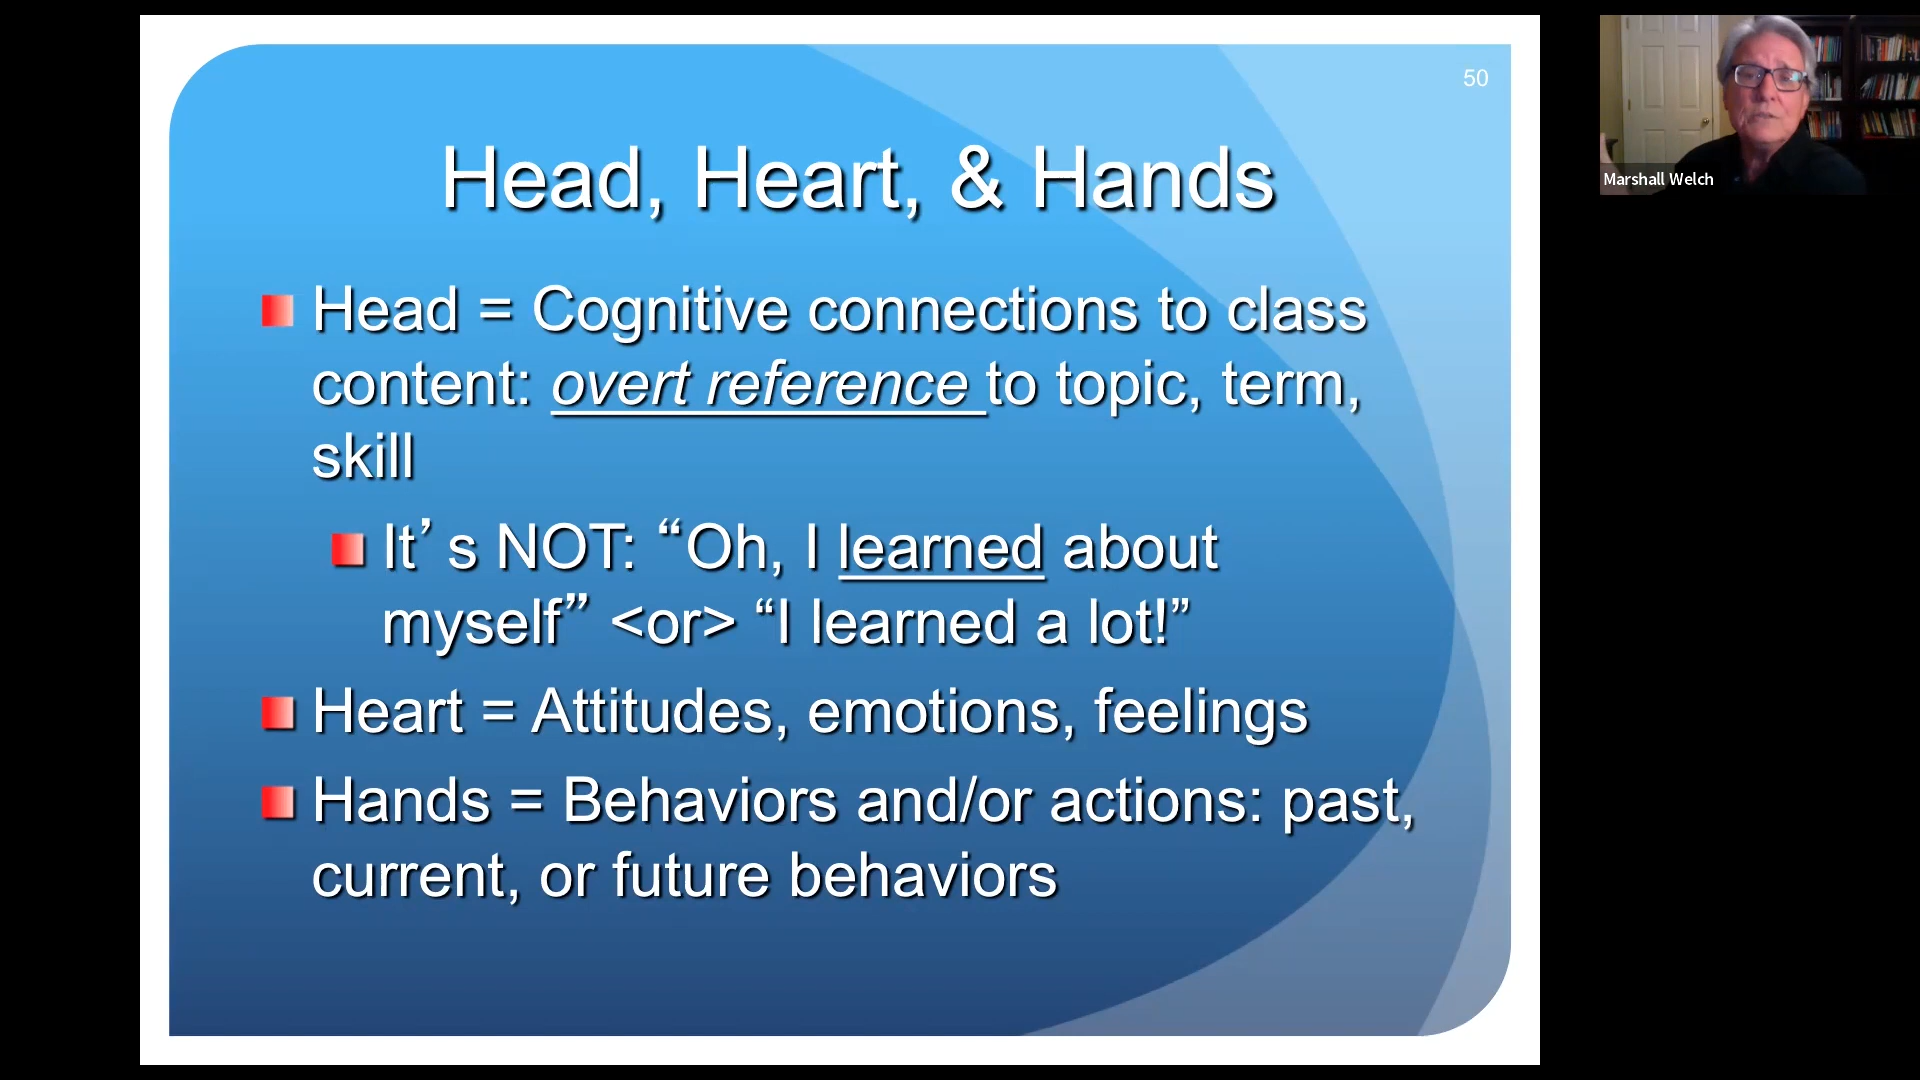 50
Head, Heart, & Hands
Head = Cognitive connections to class
content: overt reference to topic, term,
skill
It’s NOT: “Oh, I learned about
myself” <or> “I learned a lot!”
Heart = Attitudes, emotions, feelings
Hands = Behaviors and/or actions: past,
current, or future behaviors
Marshall Welch